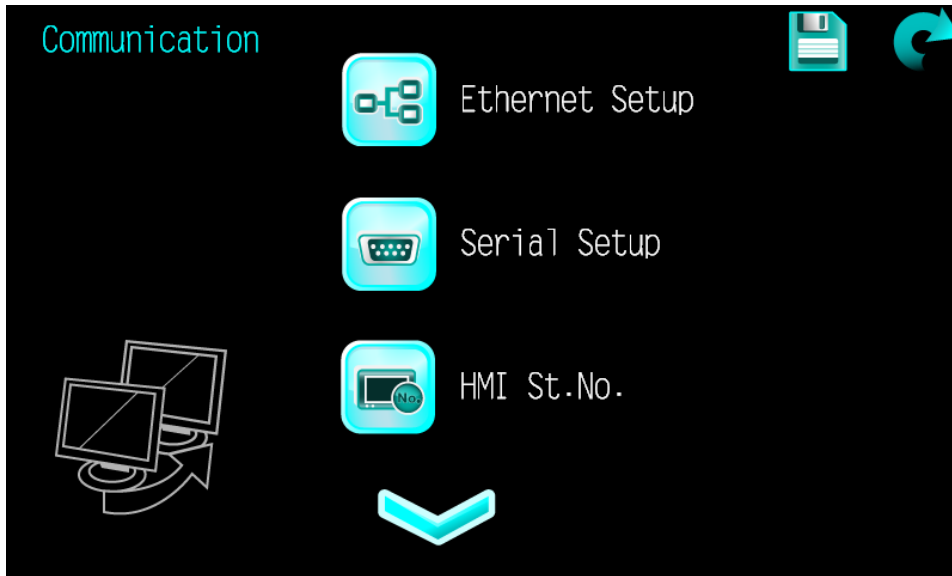 Communication
Ethernet Setup
Serial Setup
No.
HMI St.No.